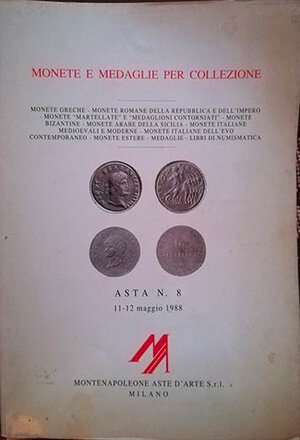 MONETE E MEDAGLIE PER COLLEZIONE
MONETE GRECHE - MONETE ROMANE DELLA REPUBBLICA E DELL'IMPERO
- MONETE "MARTELLATE" E "MEDAGLIONI CONTORNIATI" - MONETE
BIZANTINE - MONETE ARABE DELLA SICILIA - MONETE ITALIANE
MEDIOEVALI E MODERNE - MONETE ITALIANE DELL'EVO
CONTEMPORANEO - MONETE ESTERE - MEDAGLIE - LIBRI DI NUMISMATICA
ASTA N. 8
11-12 maggio 1988
MONTENAPOLEONE ASTE D'ARTE S.r.l.
MILANO